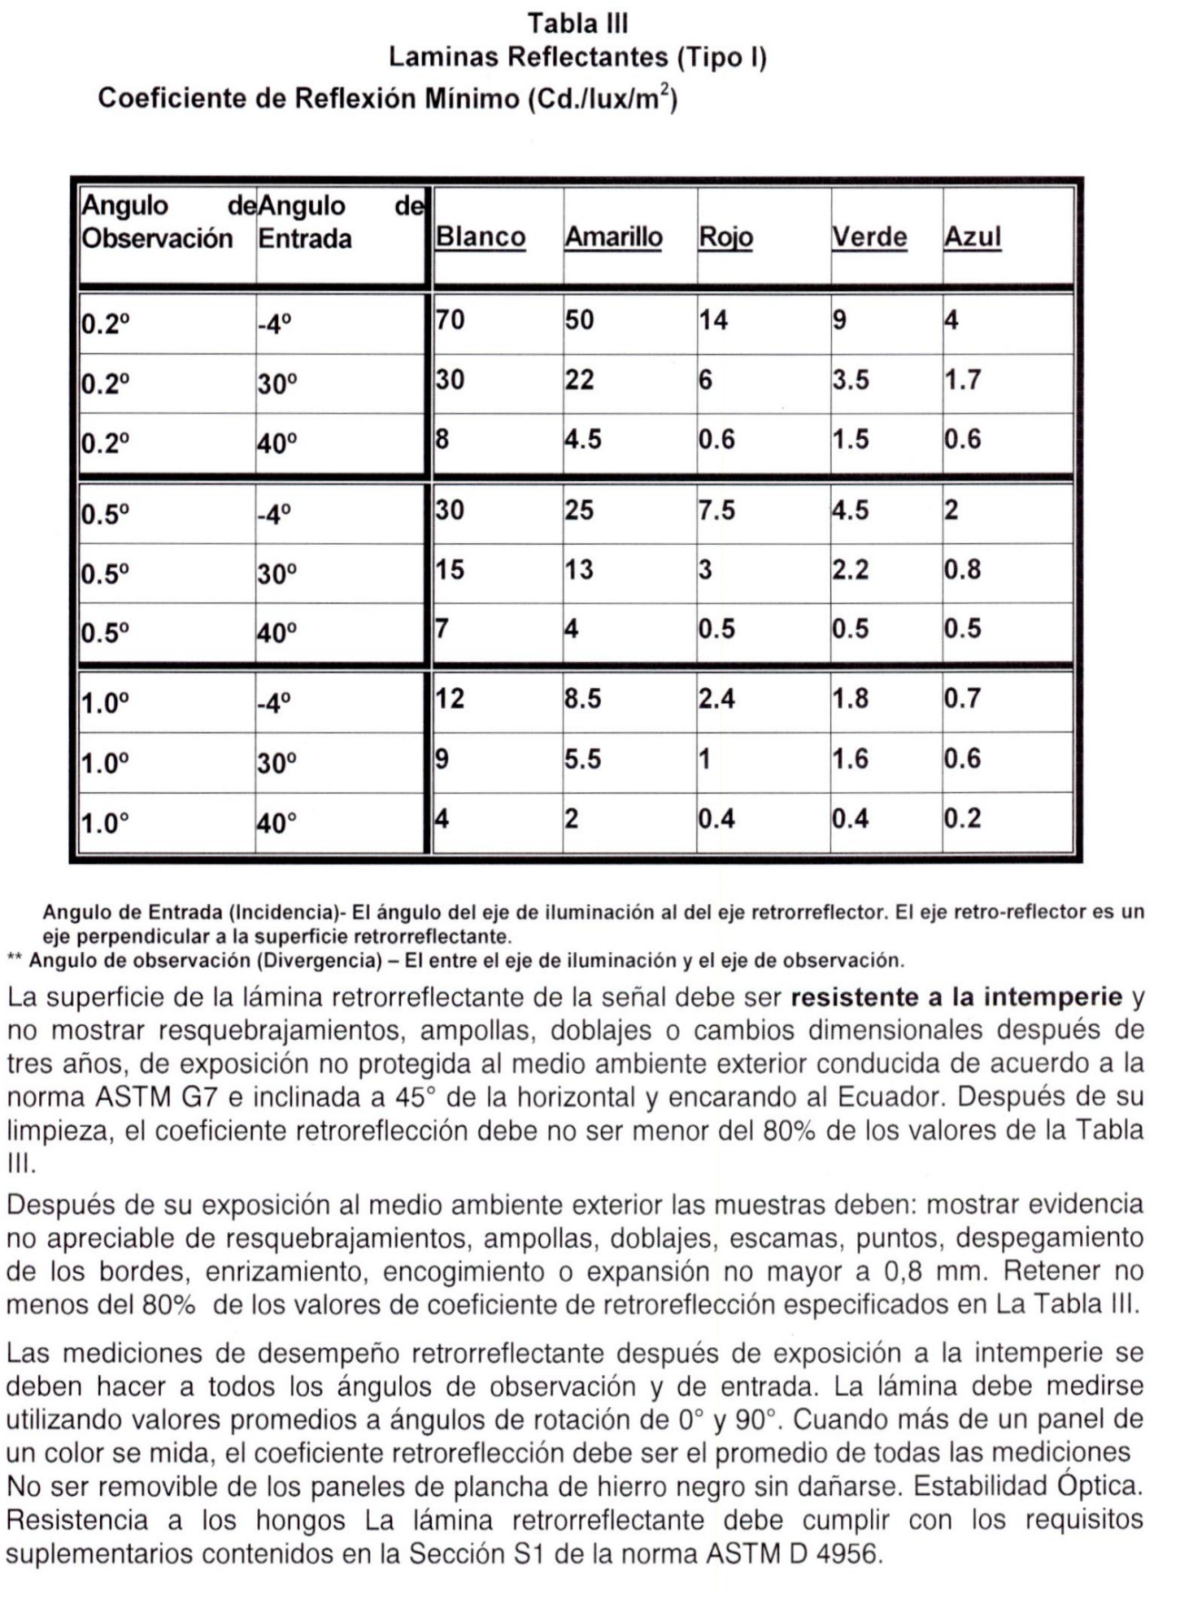 Tabla III
Laminas Reflectantes (Tipo I)
Coeficiente de Reflexión Mínimo (Cd./lux/m²)
Angulo de Observación Angulo de Entrada Blanco Amarillo Rojo Verde Azul
0.2º -4º 70 50 14 9 4
0.2º 30º 30 22 6 3.5 1.7
0.2º 40º 8 4.5 0.6 1.5 0.6
0.5º -4º 30 25 7.5 4.5 2
0.5º 30º 15 13 3 2.2 0.8
0.5º 40º 7 4 0.5 0.5 0.5
1.0º -4º 12 8.5 2.4 1.8 0.7
1.0º 30º 9 5.5 1 1.6 0.6
1.0° 40° 4 2 0.4 0.4 0.2
Angulo de Entrada (Incidencia)- El ángulo del eje de iluminación al del eje retrorreflector. El eje retro-reflector es un
eje perpendicular a la superficie retrorreflectante.
** Angulo de observación (Divergencia) – El entre el eje de iluminación y el eje de observación.
La superficie de la lámina retrorreflectante de la señal debe ser resistente a la intemperie y
no mostrar resquebrajamientos, ampollas, doblajes o cambios dimensionales después de
tres años, de exposición no protegida al medio ambiente exterior conducida de acuerdo a la
norma ASTM G7 e inclinada a 45° de la horizontal y encarando al Ecuador. Después de su
limpieza, el coeficiente retroreflección debe no ser menor del 80% de los valores de la Tabla
III.
Después de su exposición al medio ambiente exterior las muestras deben: mostrar evidencia
no apreciable de resquebrajamientos, ampollas, doblajes, escamas, puntos, despegamiento
de los bordes, enrizamiento, encogimiento o expansión no mayor a 0,8 mm. Retener no
menos del 80% de los valores de coeficiente de retroreflección especificados en La Tabla III.
Las mediciones de desempeño retrorreflectante después de exposición a la intemperie se
deben hacer a todos los ángulos de observación y de entrada. La lámina debe medirse
utilizando valores promedios a ángulos de rotación de 0° y 90°. Cuando más de un panel de
un color se mida, el coeficiente retroreflección debe ser el promedio de todas las mediciones
No ser removible de los paneles de plancha de hierro negro sin dañarse. Estabilidad Óptica.
Resistencia a los hongos La lámina retrorreflectante debe cumplir con los requisitos
suplementarios contenidos en la Sección S1 de la norma ASTM D 4956.